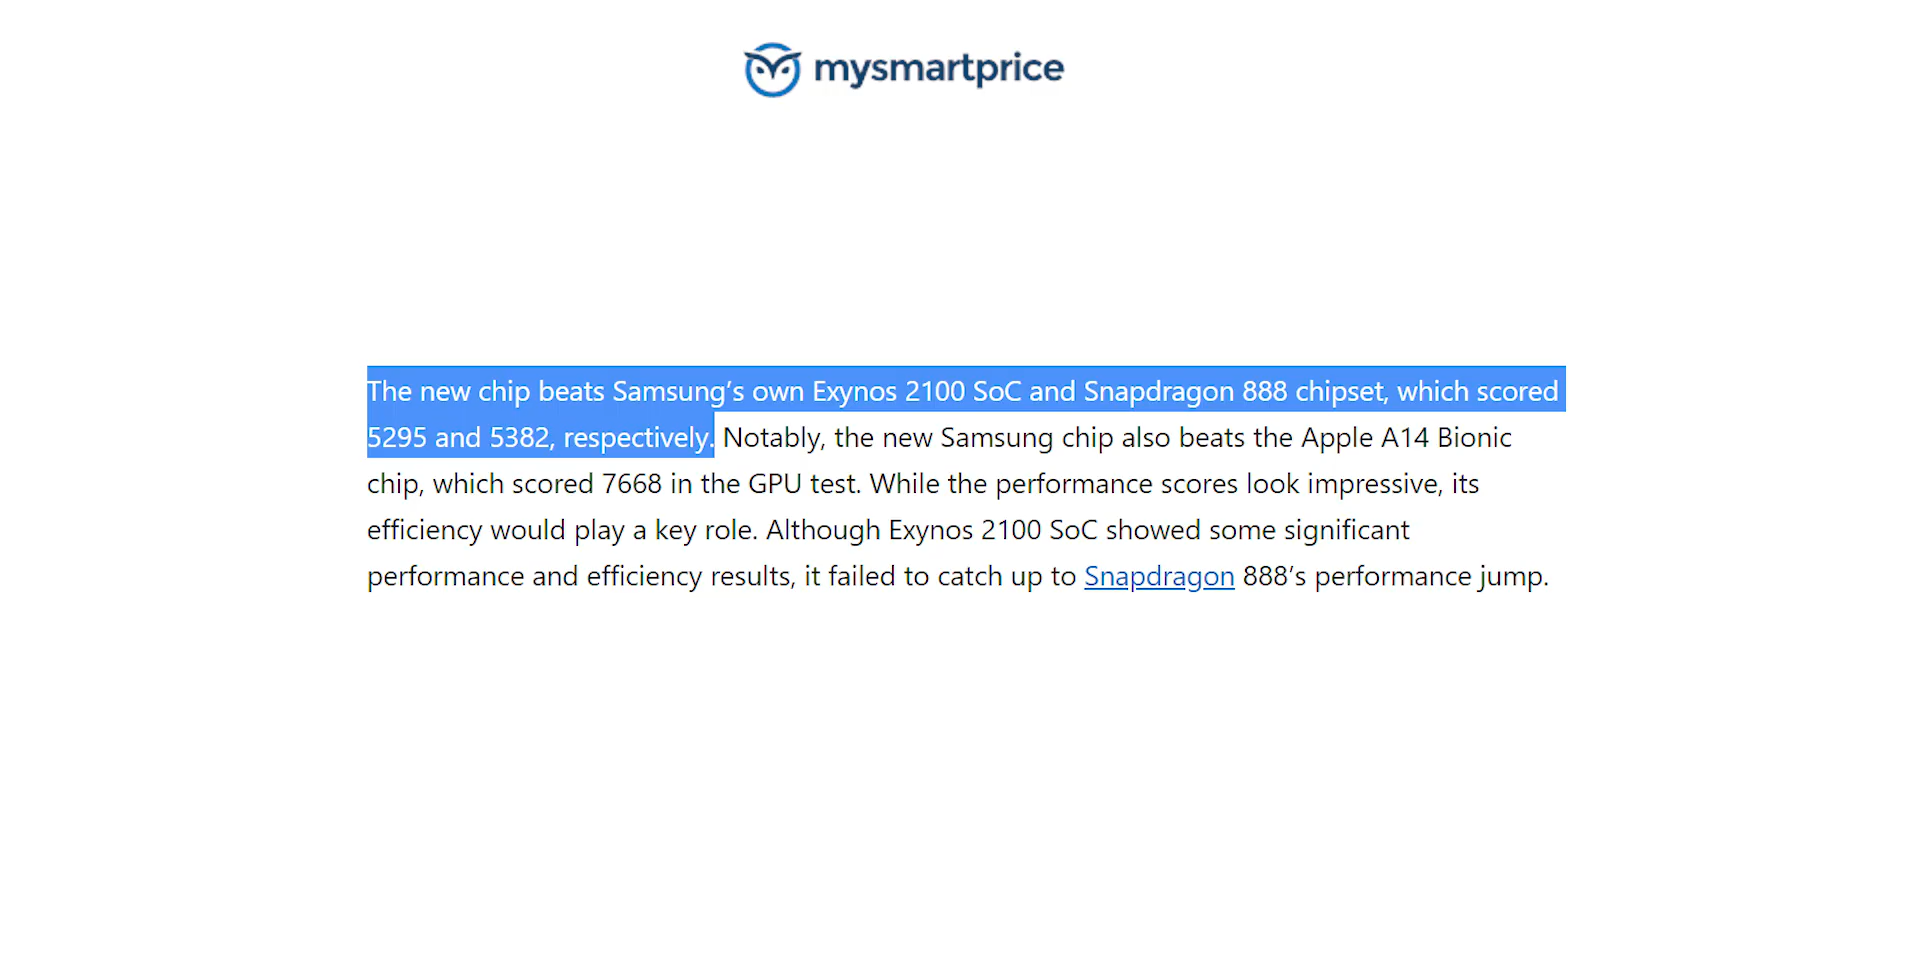 mysmartprice
The new chip beats Samsung’s own Exynos 2100 SoC and Snapdragon 888 chipset, which scored
5295 and 5382, respectively. Notably, the new Samsung chip also beats the Apple A14 Bionic
chip, which scored 7668 in the GPU test. While the performance scores look impressive, its
efficiency would play a key role. Although Exynos 2100 SoC showed some significant
performance and efficiency results, it failed to catch up to Snapdragon 888’s performance jump.